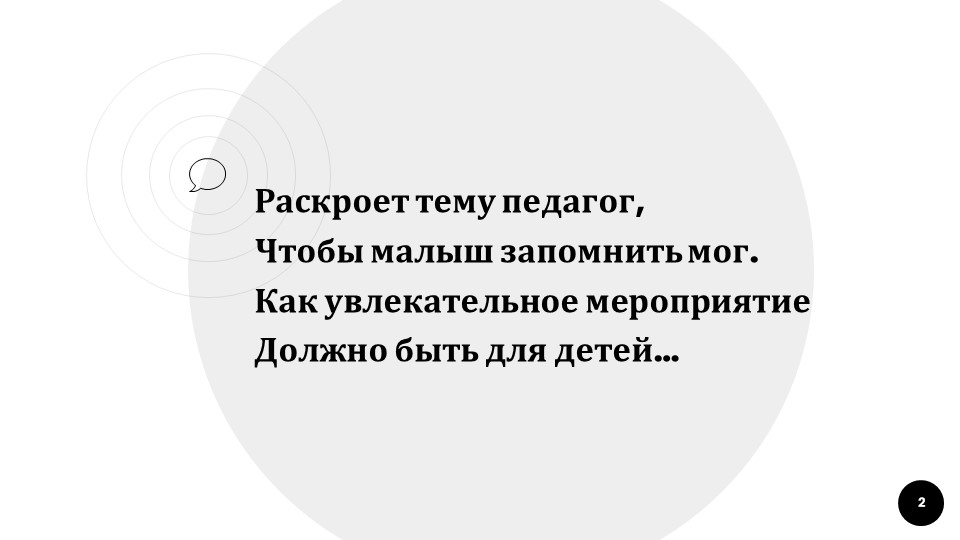 Раскроет тему педагог,
Чтобы малыш запомнить мог.
Как увлекательное мероприятие
Должно быть для детей...
2